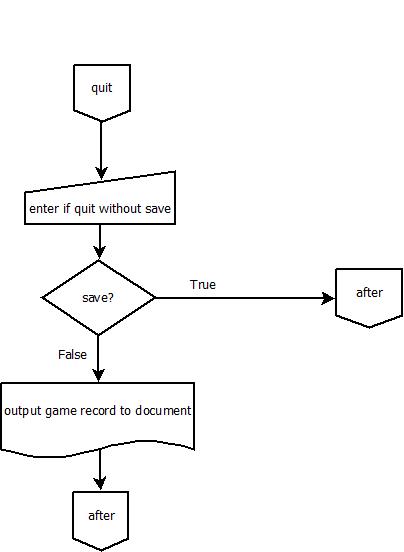 quit
enter if quit without save
save?
True
after
False
output game record to document
after